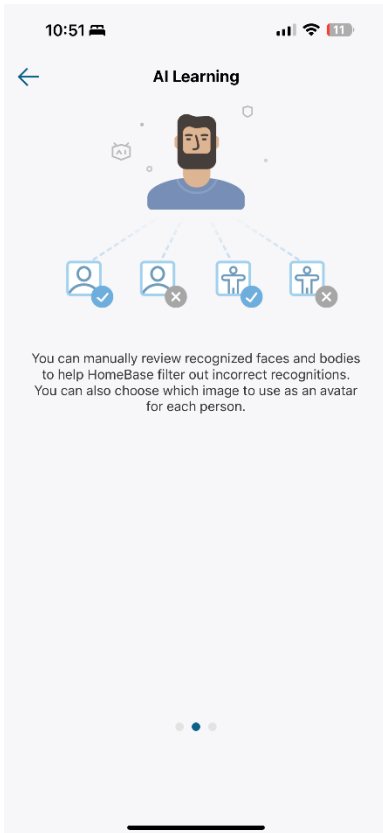 10:51
11
AI Learning
AI
You can manually review recognized faces and bodies
to help HomeBase filter out incorrect recognitions.
You can also choose which image to use as an avatar
for each person.